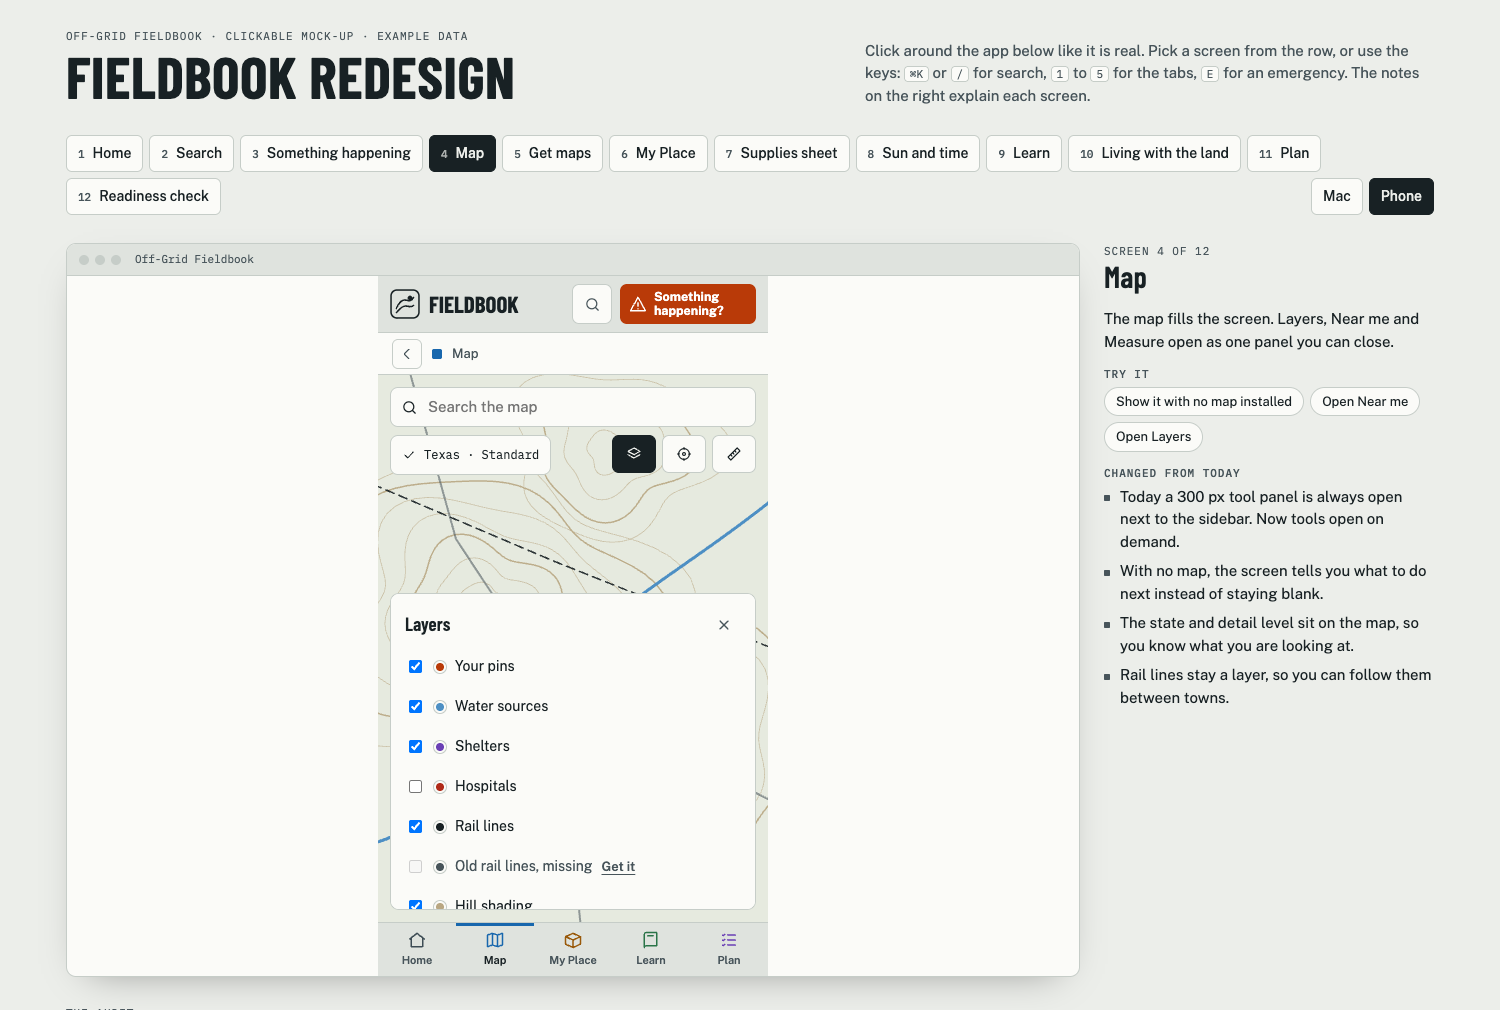 OFF-GRID FIELDBOOK · CLICKABLE MOCK-UP · EXAMPLE DATA
FIELDBOOK REDESIGN
Click around the app below like it is real. Pick a screen from the row, or use the
keys: ⌘K or / for search, 1 to 5 for the tabs, E for an emergency. The notes
on the right explain each screen.
1 Home
2 Search
3 Something happening
4 Map
5 Get maps
6 My Place
7 Supplies sheet
8 Sun and time
9 Learn
10 Living with the land
11 Plan
12 Readiness check
Mac
Phone
Off-Grid Fieldbook
FIELDBOOK
Something
happening?
Map
Search the map
Texas · Standard
Layers
Your pins
Water sources
Shelters
Hospitals
Rail lines
Old rail lines, missing Get it
Hill shading
Home
Map
My Place
Learn
Plan
SCREEN 4 OF 12
Map
The map fills the screen. Layers, Near me and
Measure open as one panel you can close.
TRY IT
Show it with no map installed
Open Near me
Open Layers
CHANGED FROM TODAY
Today a 300 px tool panel is always open
next to the sidebar. Now tools open on
demand.
With no map, the screen tells you what to do
next instead of staying blank.
The state and detail level sit on the map, so
you know what you are looking at.
Rail lines stay a layer, so you can follow them
between towns.